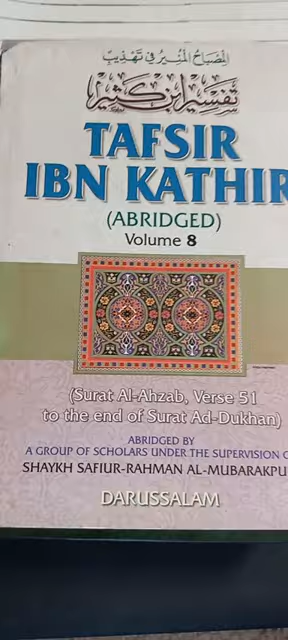 المصباح المنير في تهذيب
تفسير ابن كثير
TAFSIR
IBN KATHIR
(ABRIDGED)
Volume 8
(Surat Al-Ahzab, Verse 51
to the end of Surat Ad-Dukhan)
ABRIDGED BY
A GROUP OF SCHOLARS UNDER THE SUPERVISION O
SHAYKH SAFIUR-RAHMAN AL-MUBARAKPU
DARUSSALAM